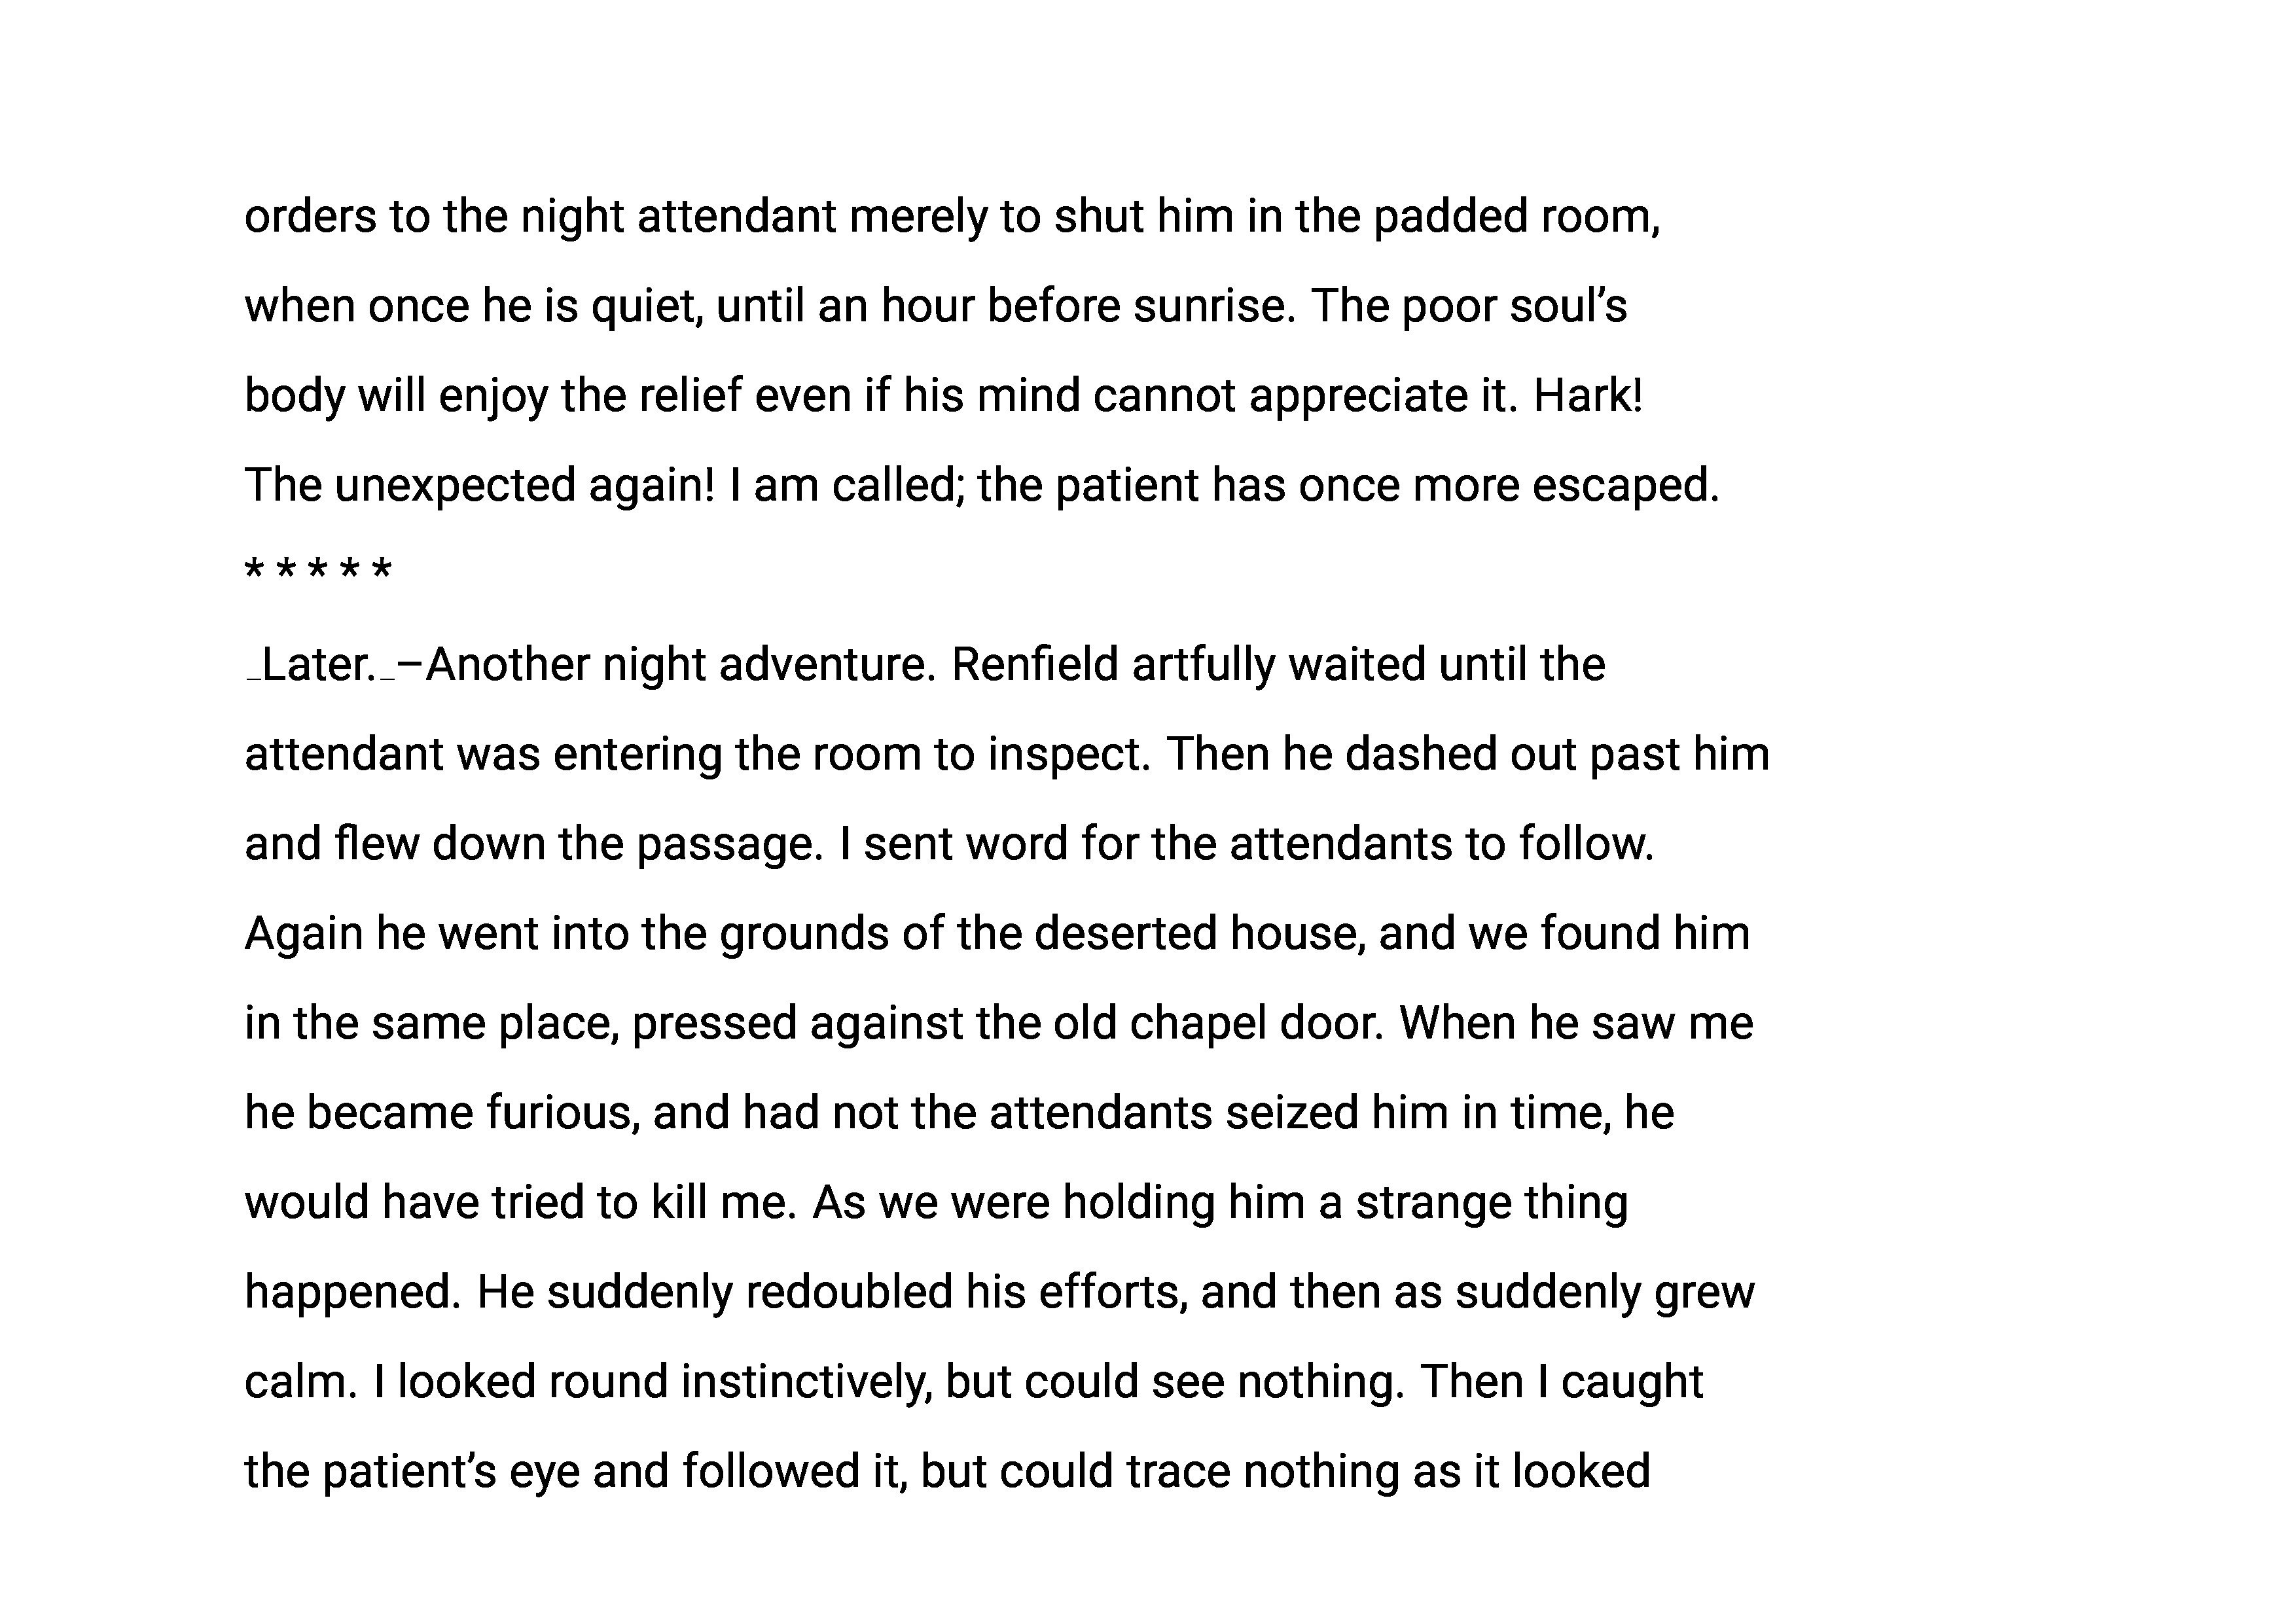 orders to the night attendant merely to shut him in the padded room,
when once he is quiet, until an hour before sunrise. The poor soul’s
body will enjoy the relief even if his mind cannot appreciate it. Hark!
The unexpected again! I am called; the patient has once more escaped.
* * * * *
_Later._–Another night adventure. Renfield artfully waited until the
attendant was entering the room to inspect. Then he dashed out past him
and flew down the passage. I sent word for the attendants to follow.
Again he went into the grounds of the deserted house, and we found him
in the same place, pressed against the old chapel door. When he saw me
he became furious, and had not the attendants seized him in time, he
would have tried to kill me. As we were holding him a strange thing
happened. He suddenly redoubled his efforts, and then as suddenly grew
calm. I looked round instinctively, but could see nothing. Then I caught
the patient’s eye and followed it, but could trace nothing as it looked